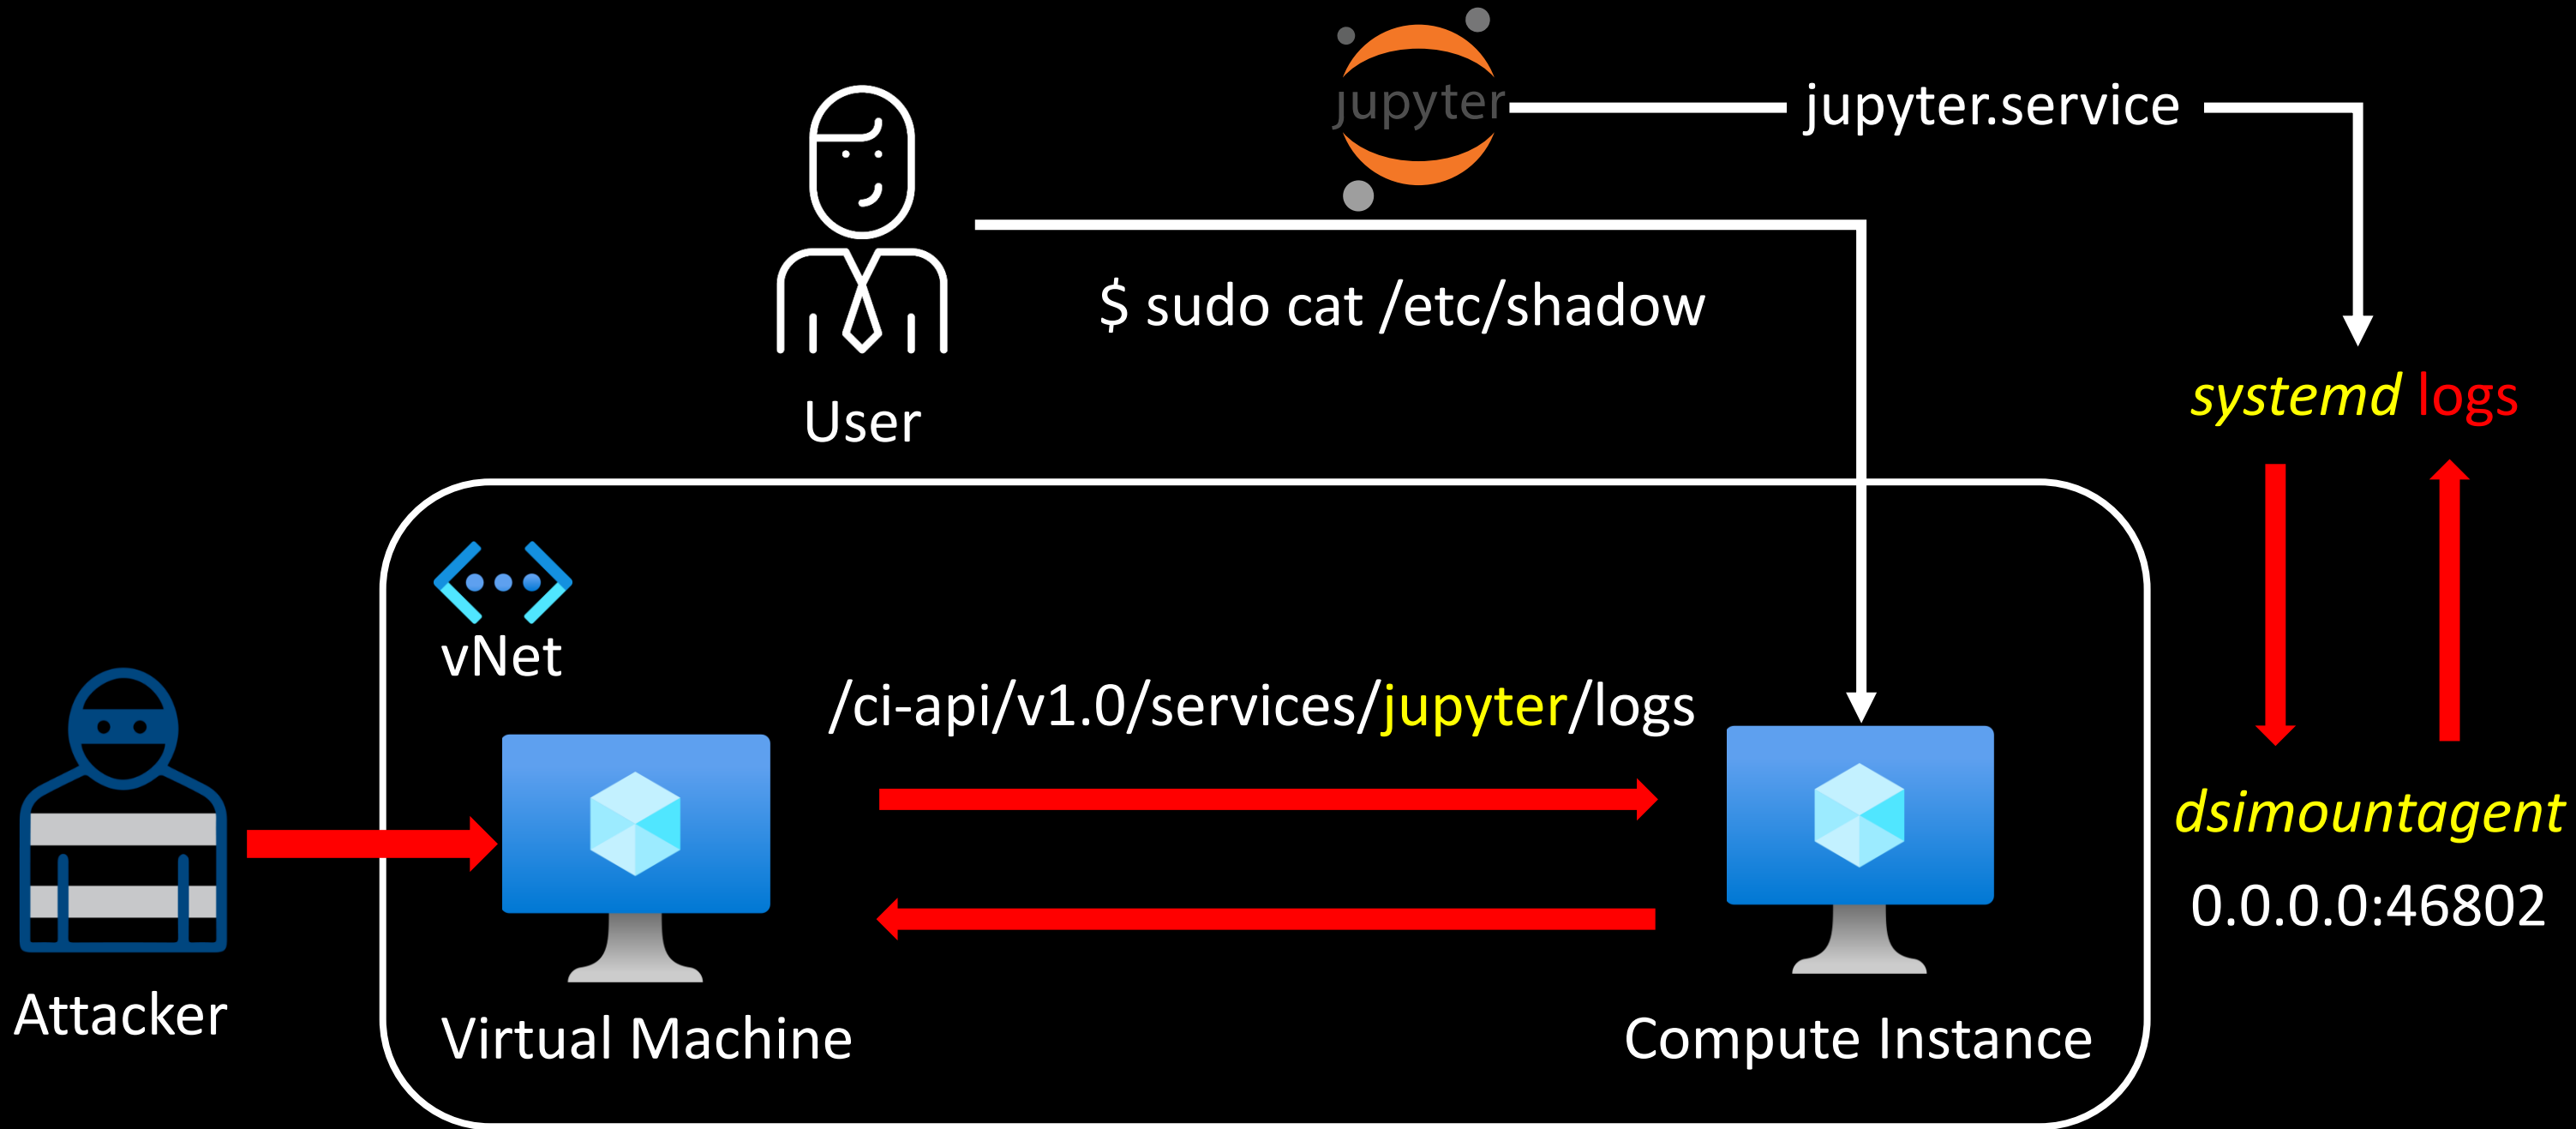 jupyter
jupyter.service
$ sudo cat /etc/shadow
User
systemd logs
vNet
/ci-api/v1.0/services/jupyter/logs
dsimountagent
0.0.0.0:46802
Attacker
Virtual Machine
Compute Instance